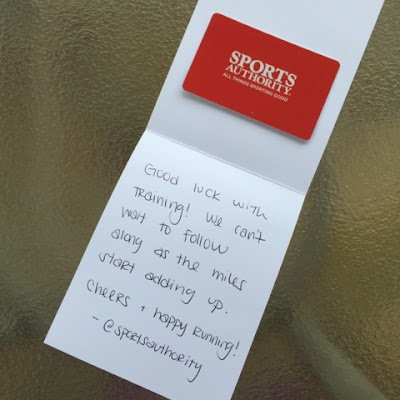 SPORTS
AUTHORITY.
ALL THINGS SPORTING GOOD
Good luck with
training! We can't
wait to follow
along as the miles
start adding up.
Cheers + happy running!
- @sportsauthority